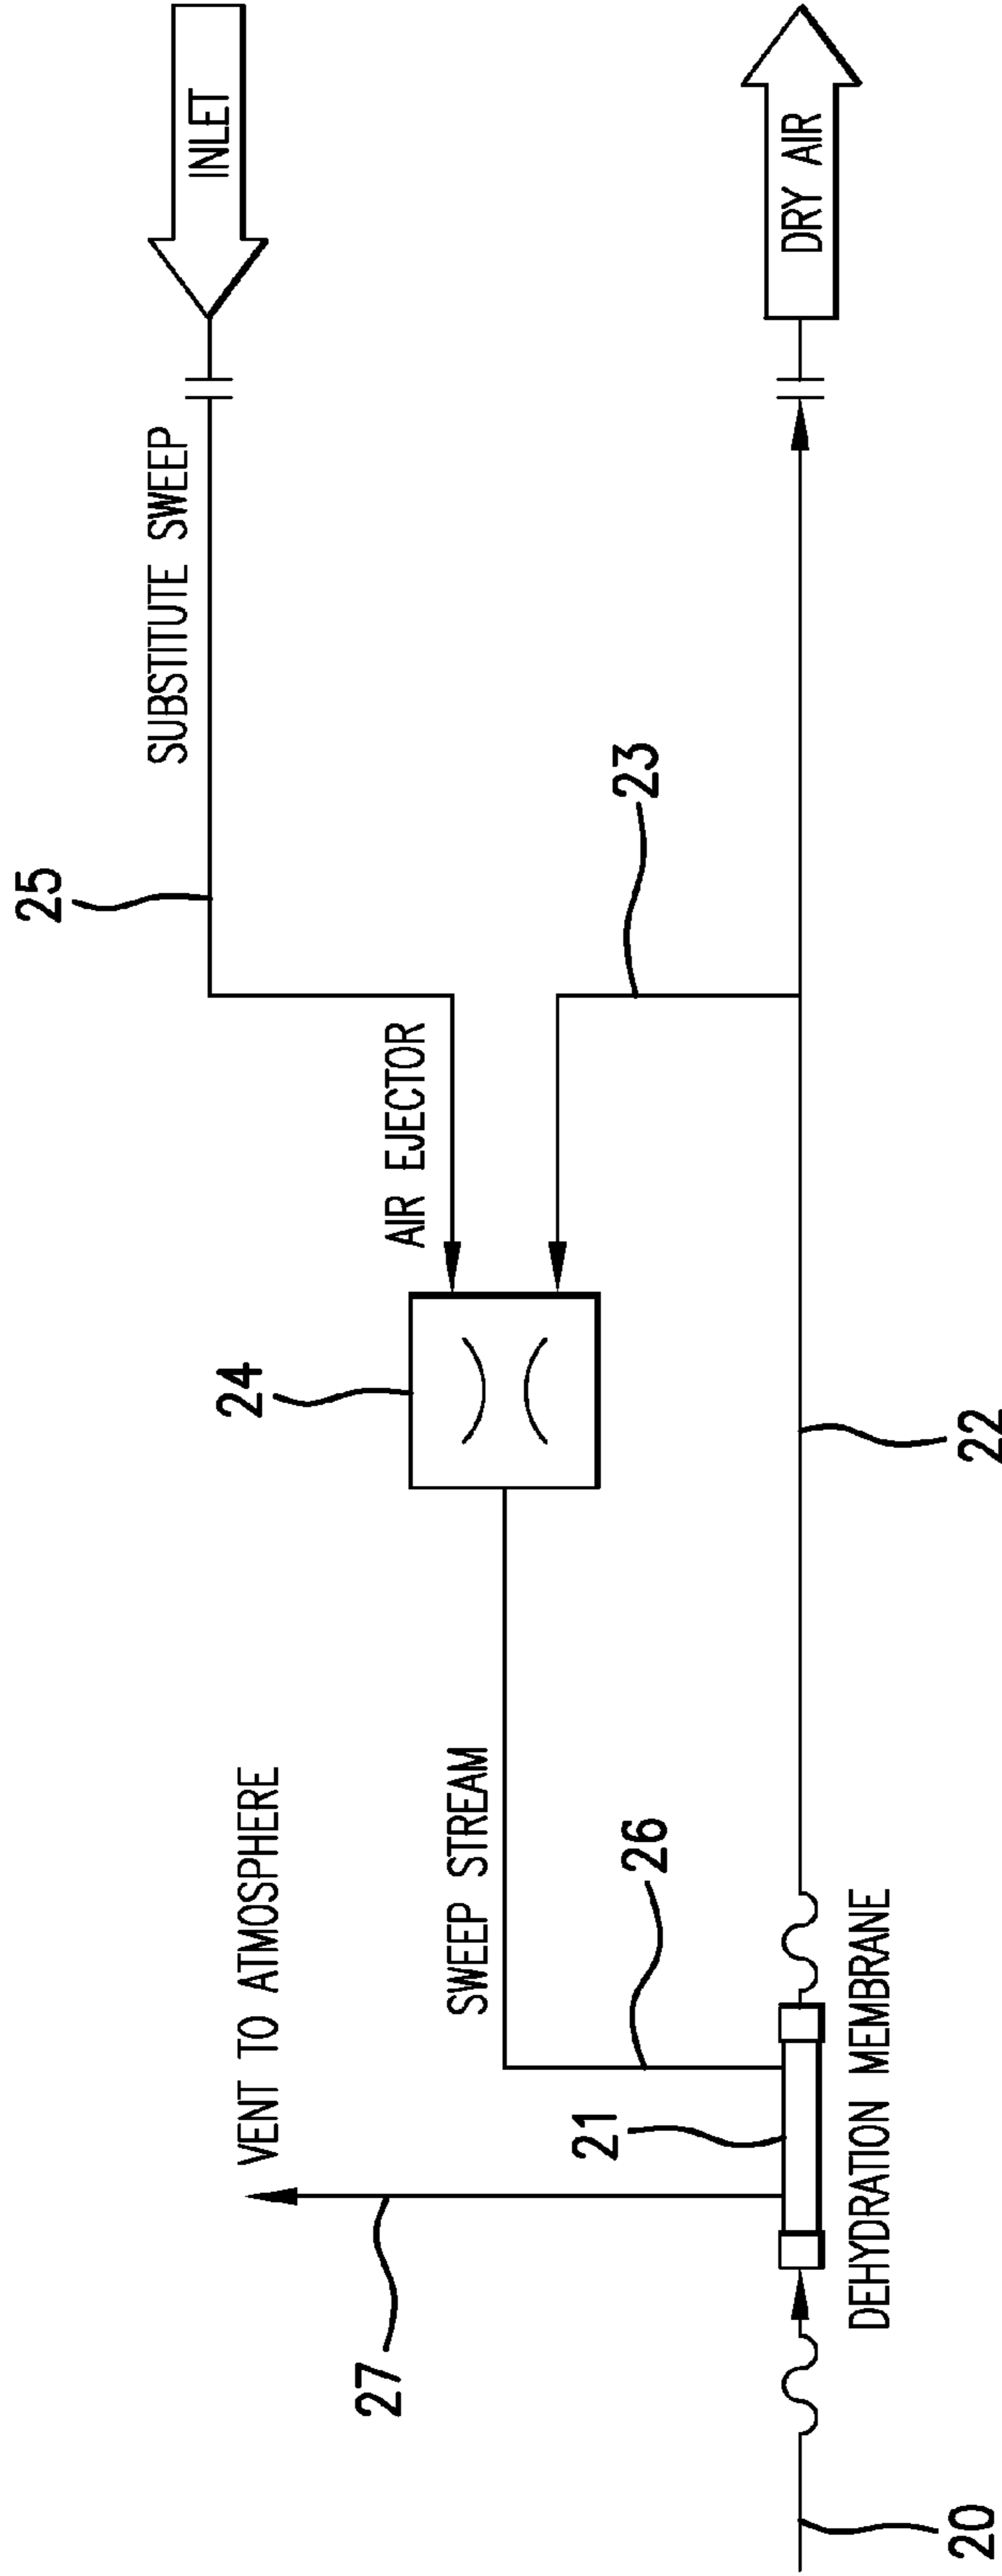 INLET
SUBSTITUTE SWEEP
25
AIR EJECTOR
24
23
DRY AIR
VENT TO ATMOSPHERE
SWEEP STREAM
26
22
21
27
DEHYDRATION MEMBRANE
20